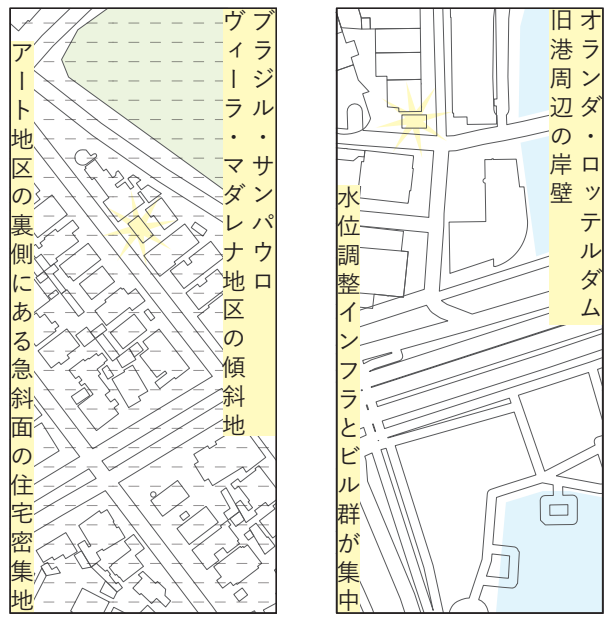 ブラジル・サンパウロ
ヴィーラ・マダレナ地区の傾斜地
アート地区の裏側にある急斜面の住宅密集地
オランダ・ロッテルダム
旧港周辺の岸壁
水位調整インフラとビル群が集中